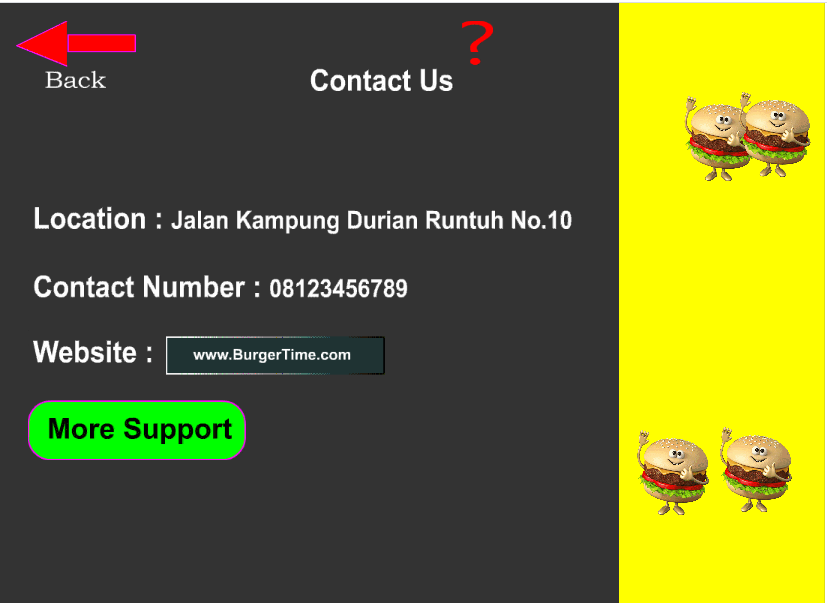 ?
Back
Contact Us
Location : Jalan Kampung Durian Runtuh No.10
Contact Number : 08123456789
Website : www.BurgerTime.com
More Support